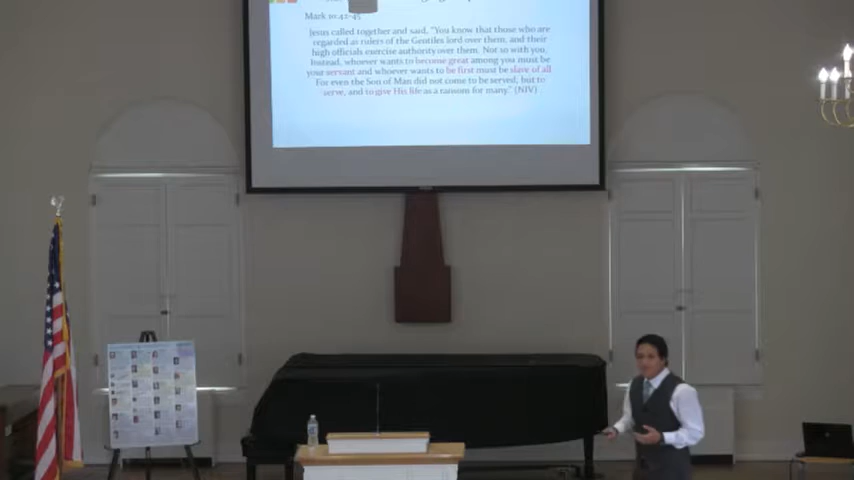 Mark 10:42-45
Jesus called together and said, "You know that those who are
regarded as rulers of the Gentiles lord over them, and their
high officials exercise authority over them. Not so with you.
Instead, whoever wants to become great among you must be
your servant and whoever wants to be first must be slave of all
For even the Son of Man did not come to be served, but to
serve, and to give His life as a ransom for many." (NIV)